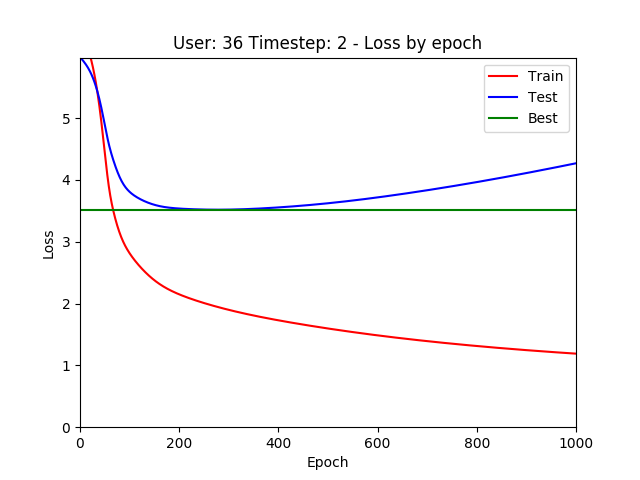 User: 36 Timestep: 2 - Loss by epoch
Train
Test
Best
Loss
5
4
3
2
1
0
0 200 400 600 800 1000
Epoch